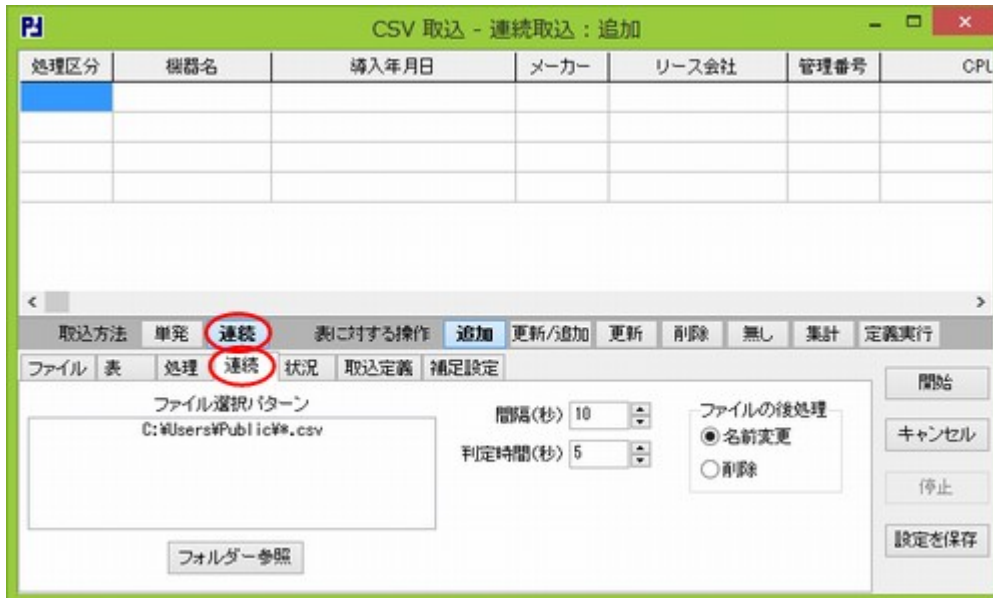 CSV 取込 - 連続取込 : 追加
処理区分 機器名 導入年月日 メーカー リース会社 管理番号 CPU
取込方法 単発 連続 表に対する操作 追加 更新/追加 更新 削除 無し 集計 定義実行
ファイル 表 処理 連続 状況 取込定義 補足設定
ファイル選択パターン
C:¥Users¥Public¥*.csv
フォルダー参照
間隔(秒) 10
判定時間(秒) 5
ファイルの後処理
名前変更
削除
開始
キャンセル
停止
設定を保存